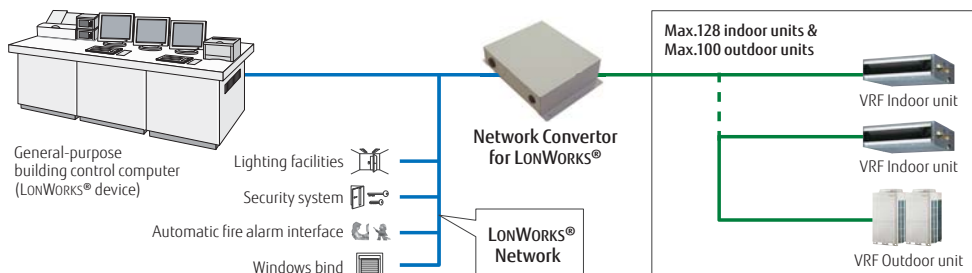 General-purpose
building control computer
(LONWORKS® device)
Lighting facilities
Security system
Automatic fire alarm interface
Windows bind
LONWORKS®
Network
Network Convertor
for LONWORKS®
Max.128 indoor units &
Max.100 outdoor units
VRF Indoor unit
VRF Indoor unit
VRF Outdoor unit